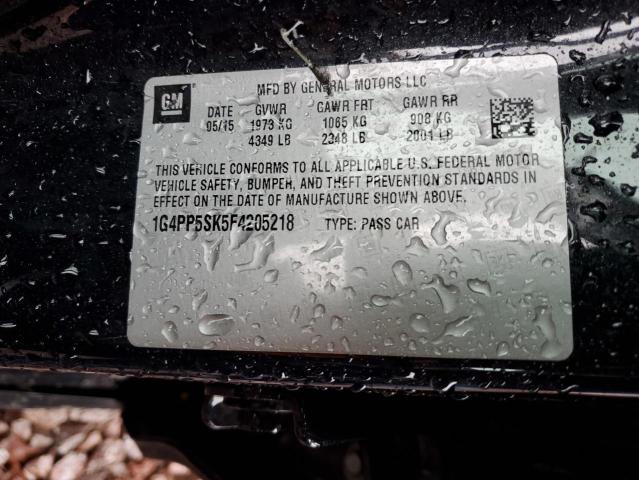 GM
MFD BY GENERAL MOTORS LLC
DATE GVWR GAWR FRT GAWR RR
05/15 1973 KG 1065 KG 908 KG
4349 LB 2348 LB 2001 LB
THIS VEHICLE CONFORMS TO ALL APPLICABLE U.S. FEDERAL MOTOR
VEHICLE SAFETY, BUMPER, AND THEFT PREVENTION STANDARDS IN
EFFECT ON THE DATE OF MANUFACTURE SHOWN ABOVE.
1G4PP5SK5F4205218 TYPE: PASS CAR